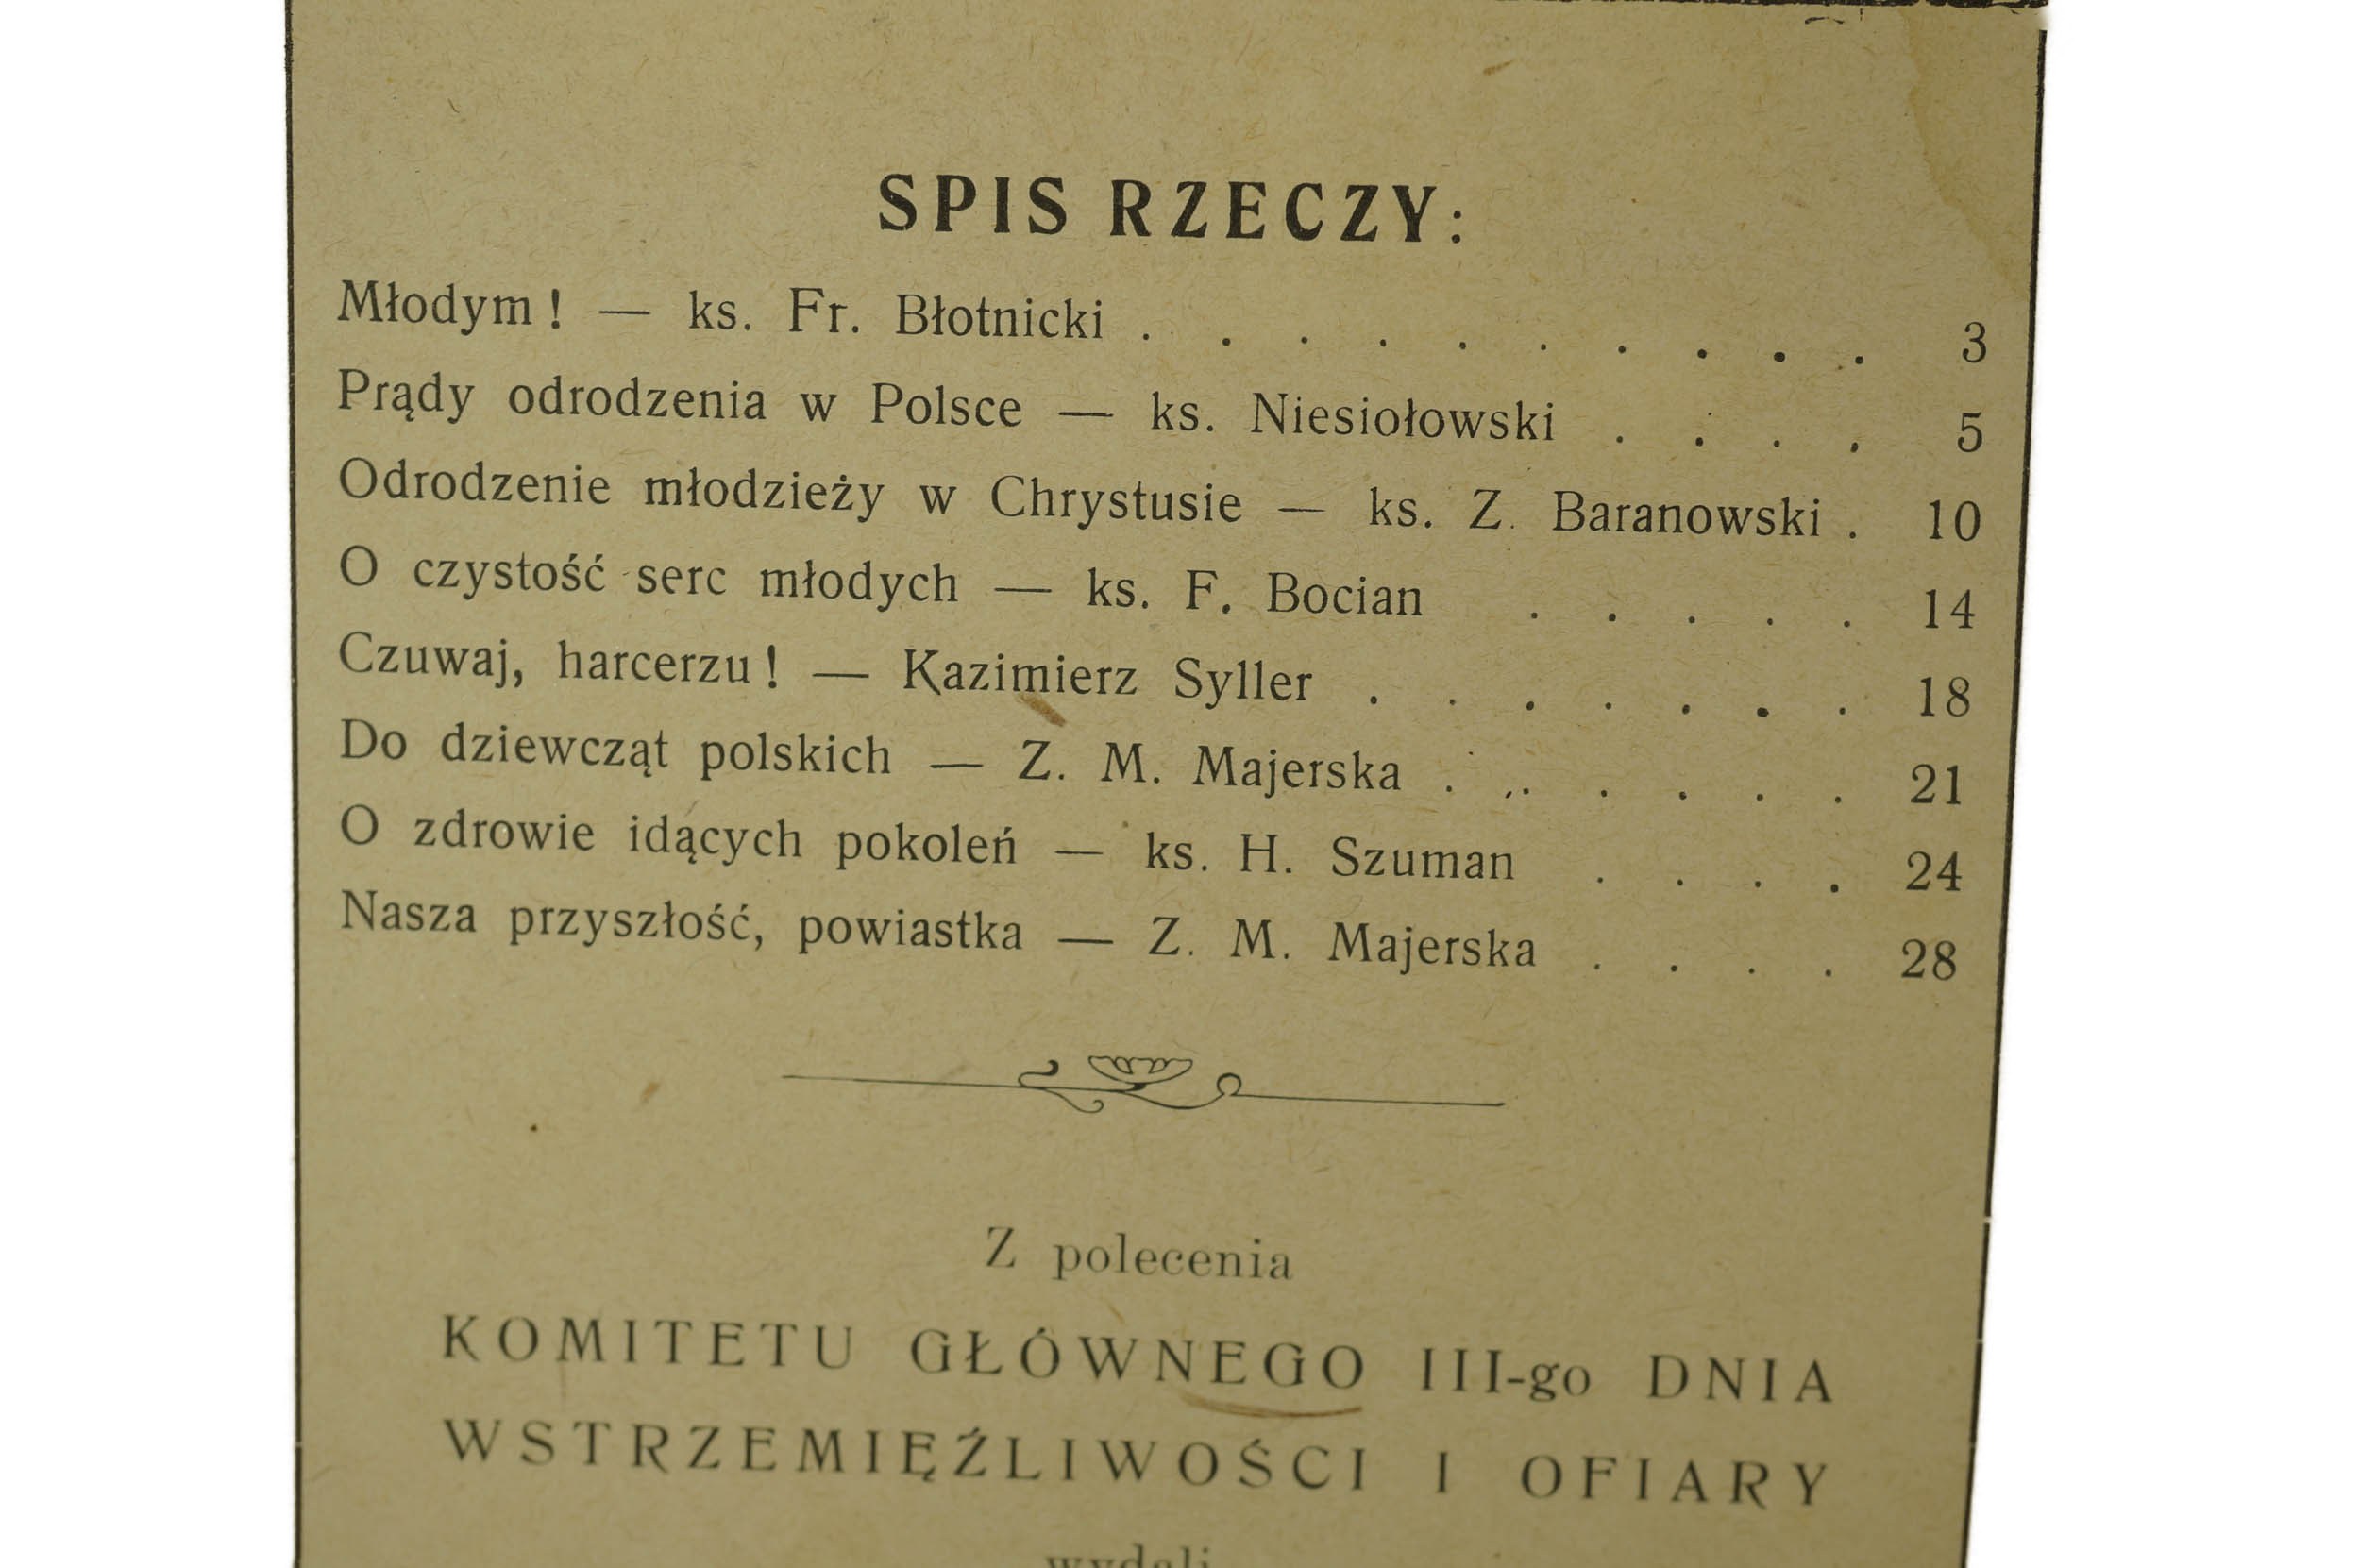 SPIS RZECZY:
Młodym! — ks. Fr. Błotnicki . . . . . . . . . . 3
Prądy odrodzenia w Polsce — ks. Niesiołowski . . . . 5
Odrodzenie młodzieży w Chrystusie — ks. Z. Baranowski . 10
O czystość serc młodych — ks. F. Bocian . . . . . 14
Czuwaj, harcerzu! — Kazimierz Syller . . . . . . . 18
Do dziewcząt polskich — Z. M. Majerska . . . . . . 21
O zdrowie idących pokoleń — ks. H. Szuman . . . . 24
Nasza przyszłość, powiastka — Z. M. Majerska . . . . 28
Z polecenia
KOMITETU GŁÓWNEGO III-go DNIA
WSTRZEMIĘŹLIWOŚCI I OFIARY
wydali